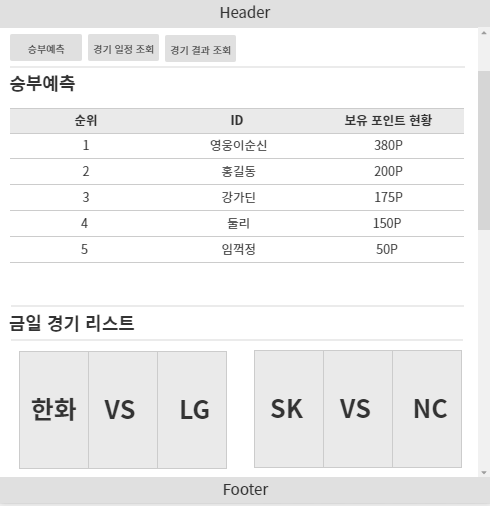 Header
승부예측 경기 일정 조회 경기 결과 조회
승부예측
순위 ID 보유 포인트 현황
1 영웅이순신 380P
2 홍길동 200P
3 강가딘 175P
4 둘리 150P
5 임꺽정 50P
금일 경기 리스트
한화 VS LG SK VS NC
Footer